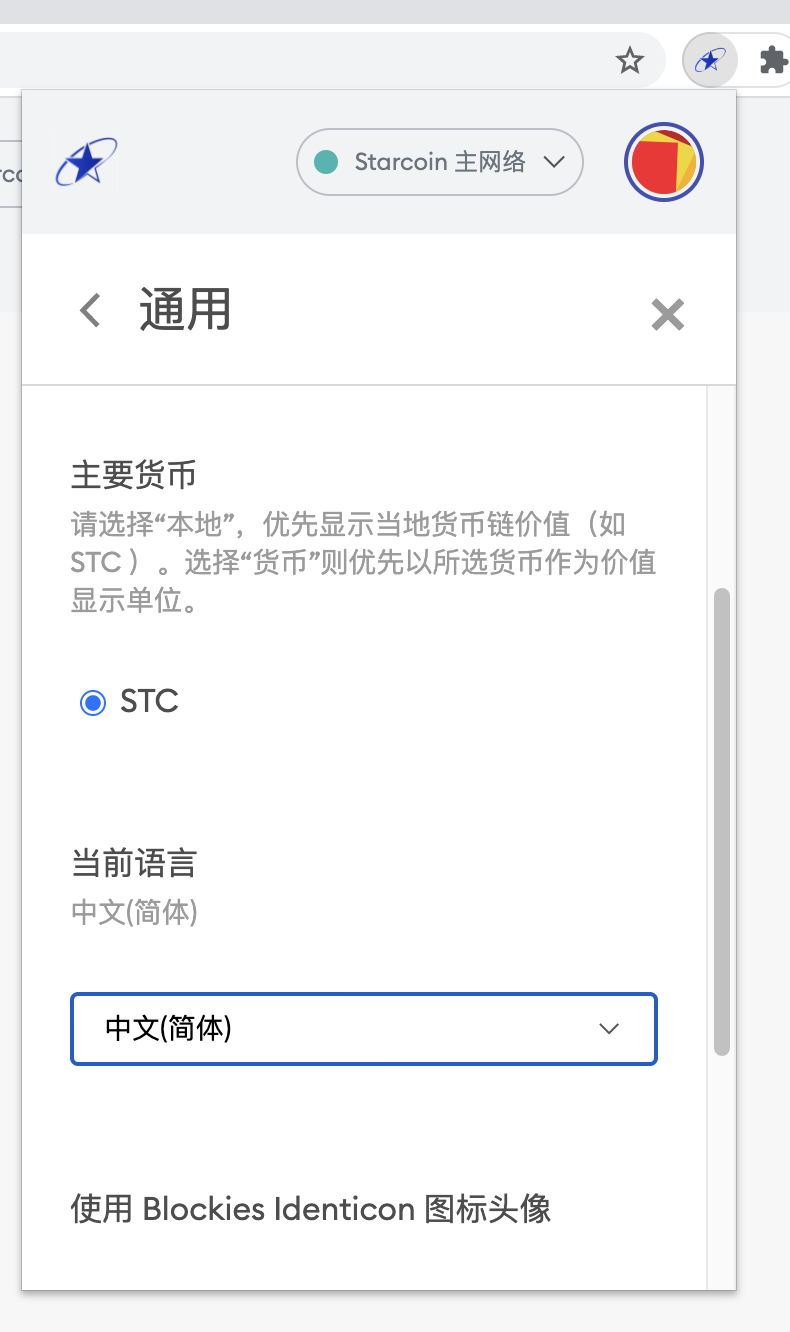 Starcoin 主网络
通用
主要货币
请选择“本地”，优先显示当地货币链价值（如
STC ）。选择“货币”则优先以所选货币作为价值
显示单位。
STC
当前语言
中文(简体)
中文(简体)
使用 Blockies Identicon 图标头像